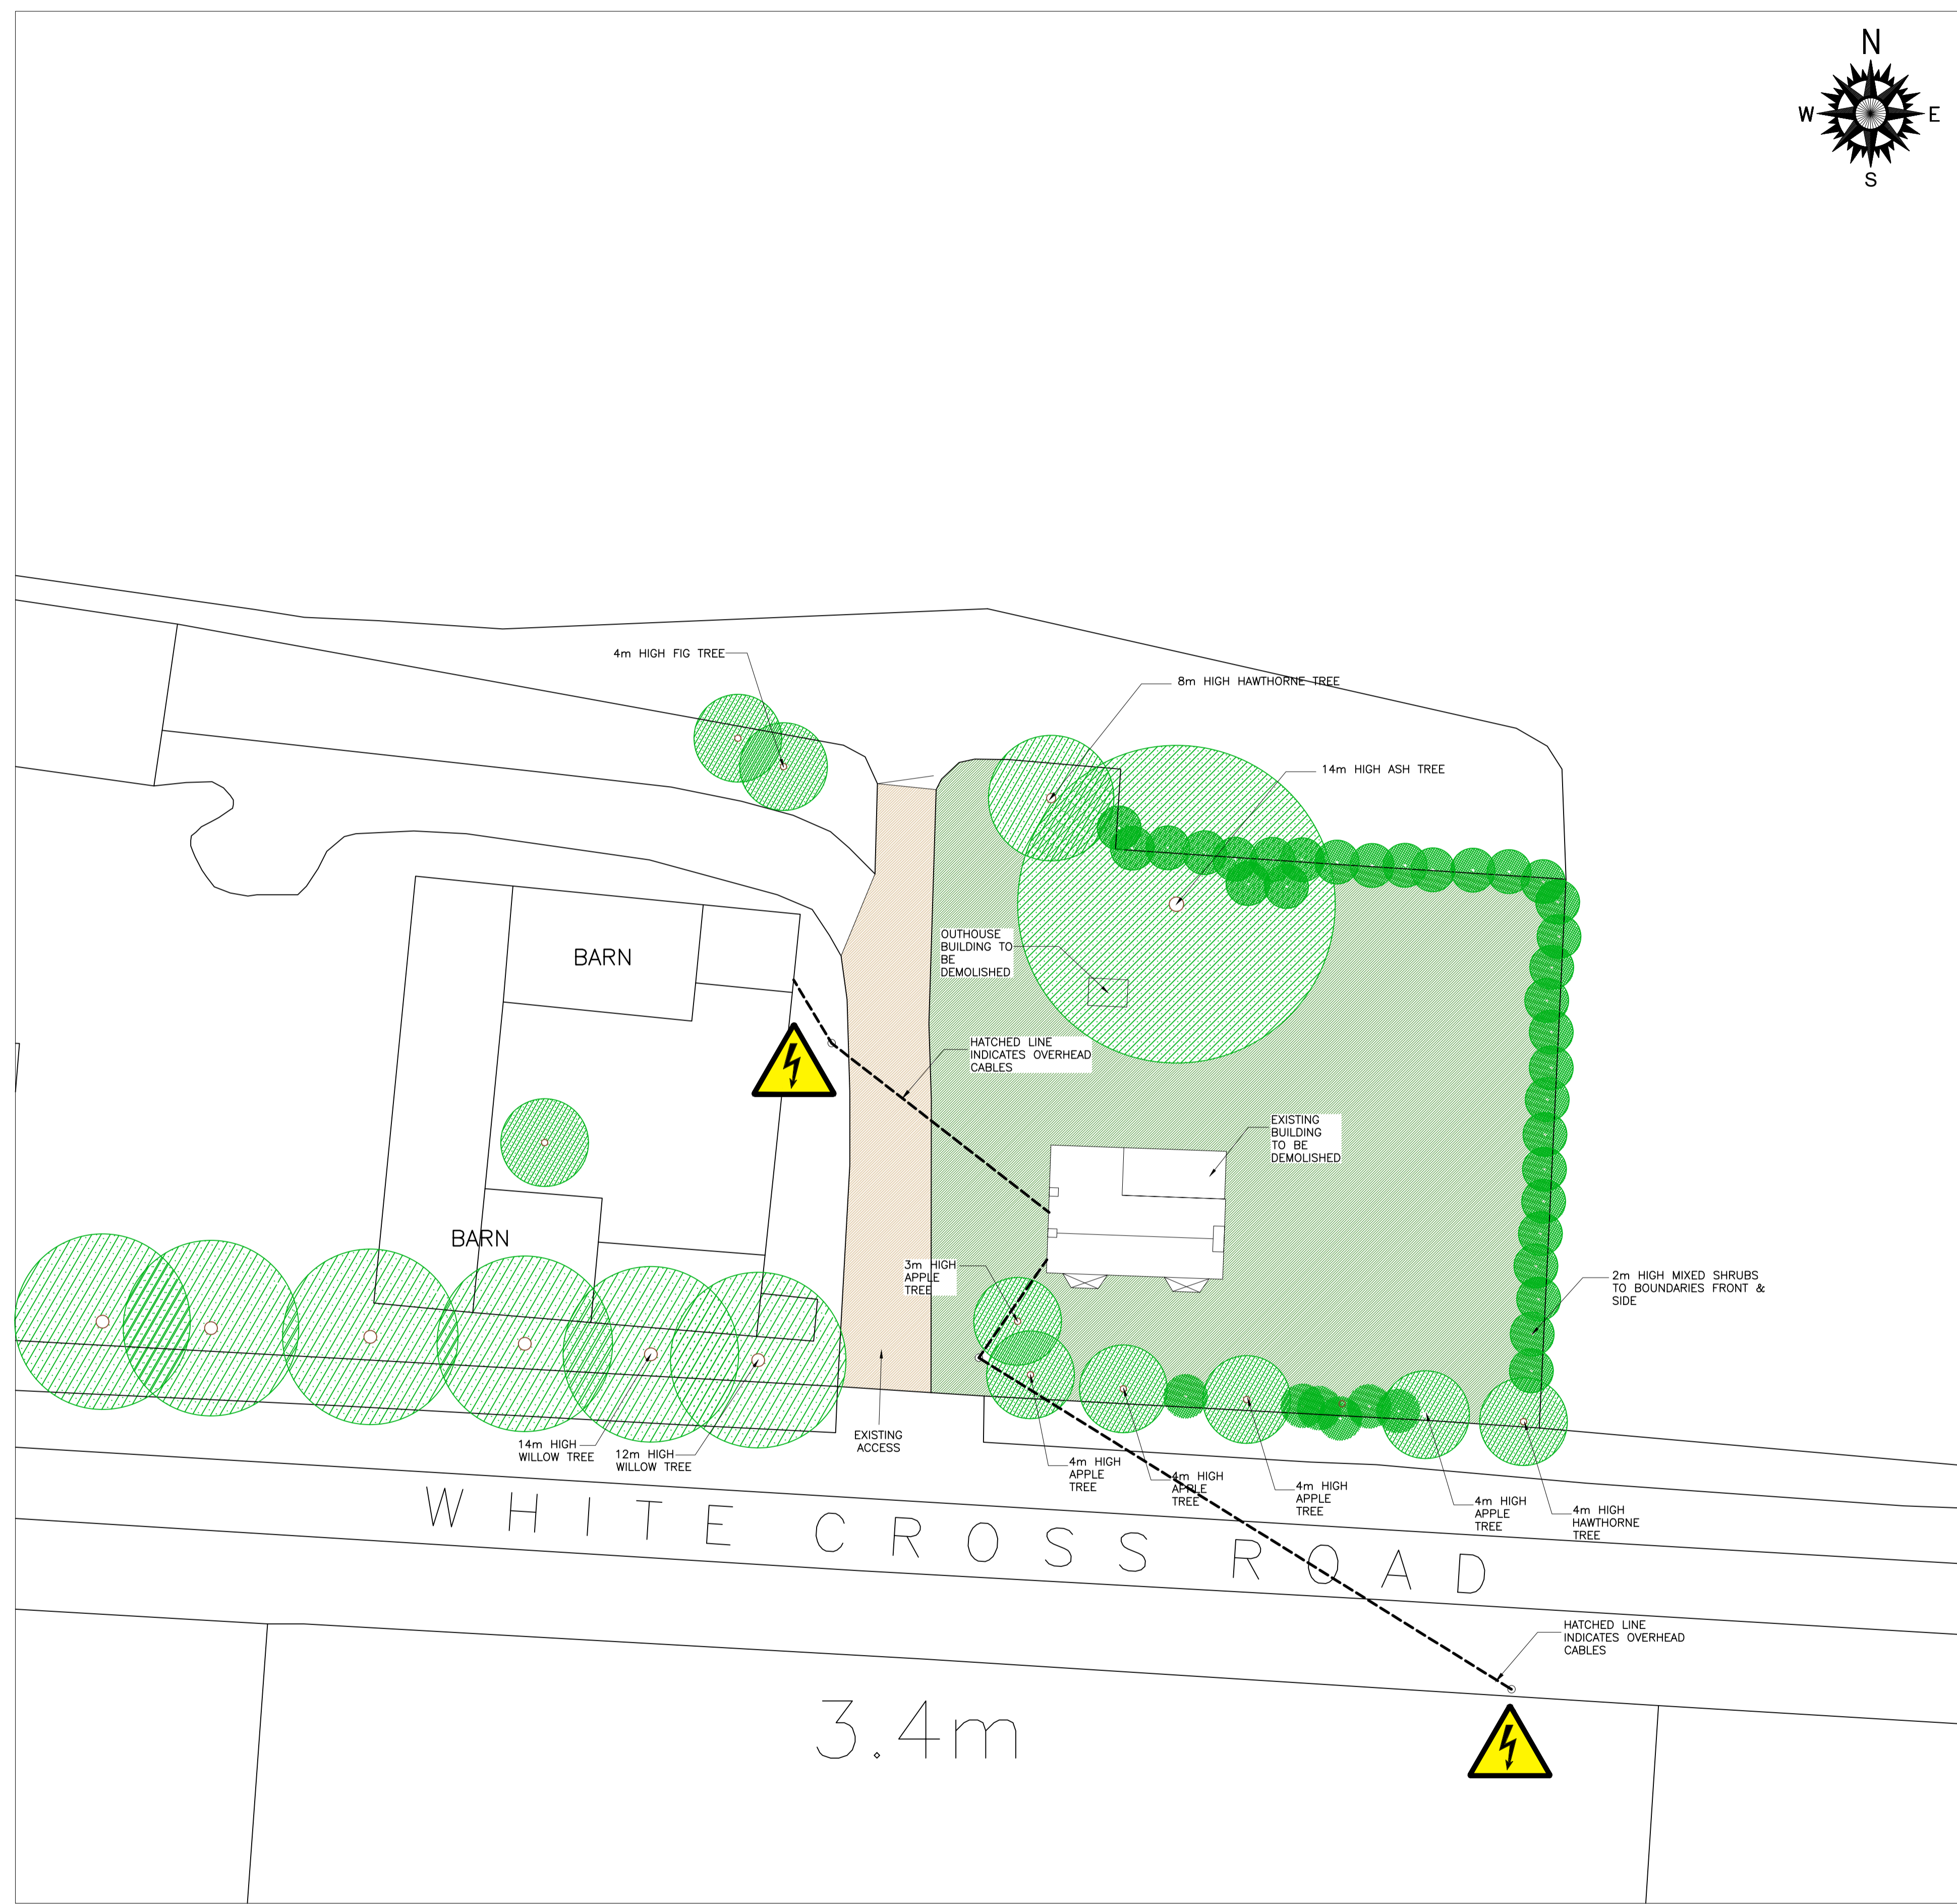 N
W
E
S
4m HIGH FIG TREE
8m HIGH HAWTHORNE TREE
14m HIGH ASH TREE
OUTHOUSE
BUILDING TO
BE
DEMOLISHED
BARN
HATCHED LINE
INDICATES OVERHEAD
CABLES
EXISTING
BUILDING
TO BE
DEMOLISHED
BARN
3m HIGH
APPLE
TREE
2m HIGH MIXED SHRUBS
TO BOUNDARIES FRONT &
SIDE
14m HIGH
WILLOW TREE
12m HIGH
WILLOW TREE
EXISTING
ACCESS
4m HIGH
APPLE
TREE
4m HIGH
APPLE
TREE
4m HIGH
APPLE
TREE
4m HIGH
APPLE
TREE
4m HIGH
HAWTHORNE
TREE
WHITE CROSS ROAD
HATCHED LINE
INDICATES OVERHEAD
CABLES
3.4m